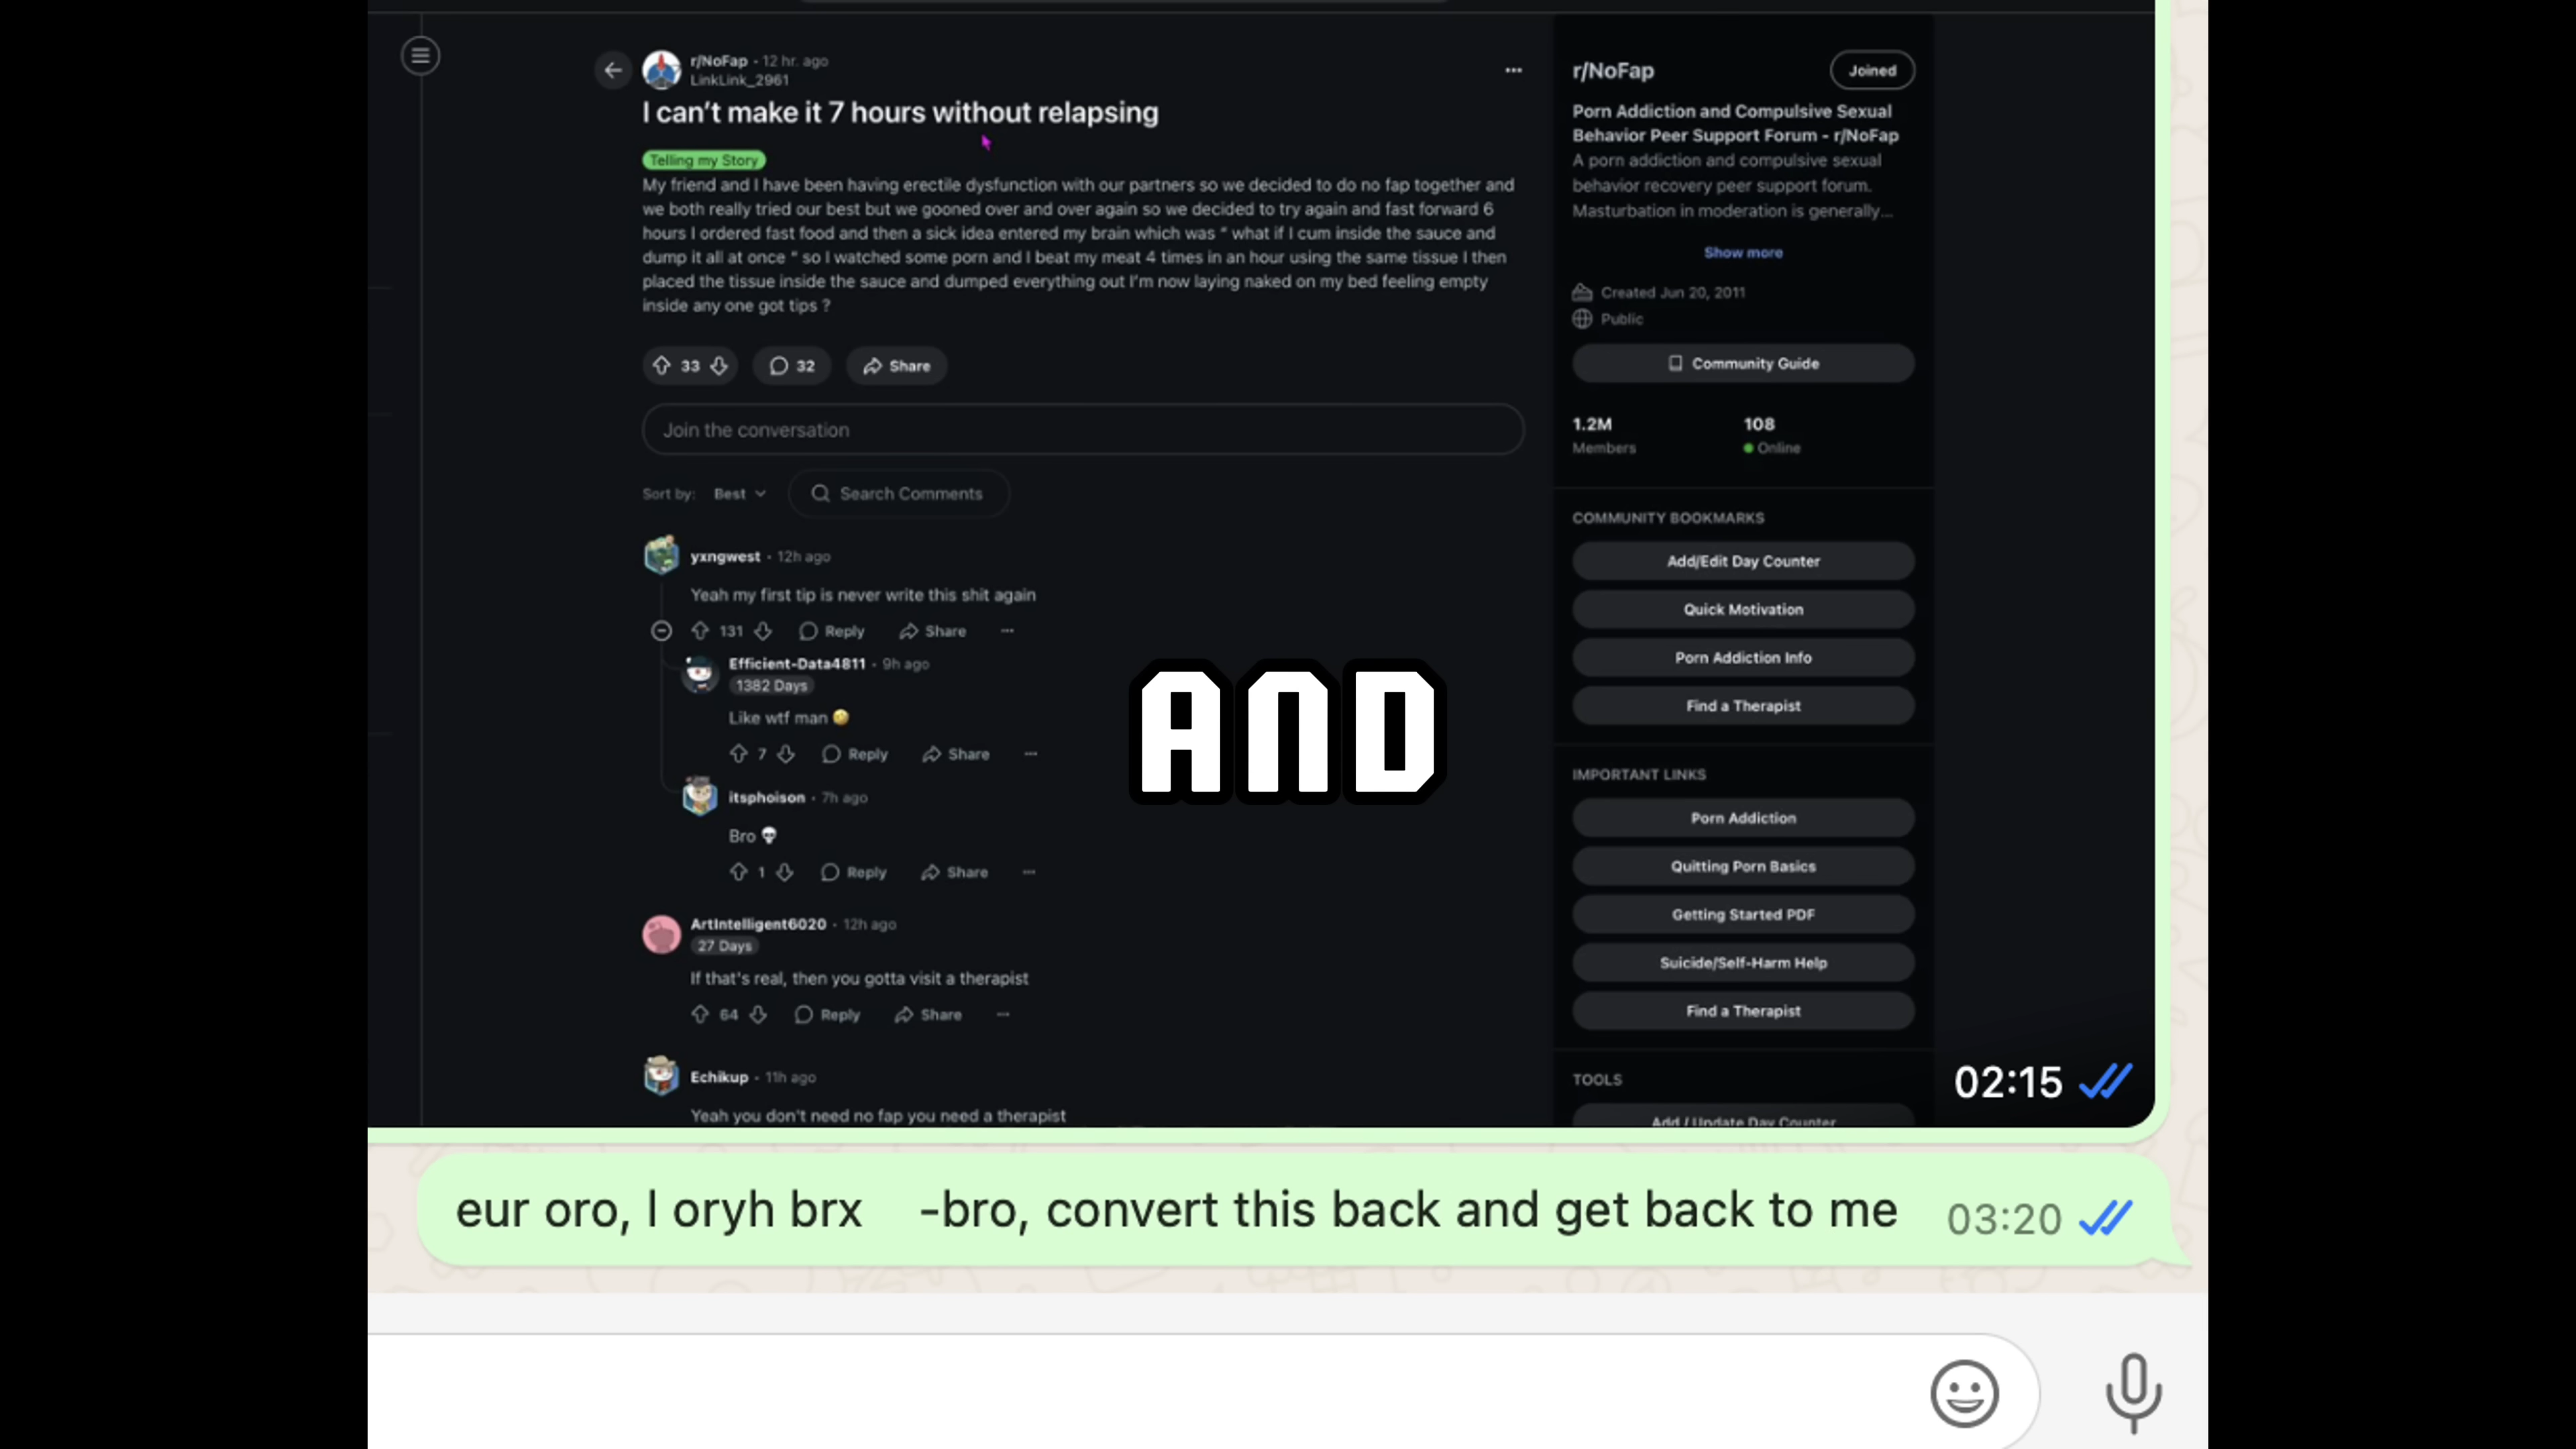 r/NoFap • 12 hr. ago
LinkLink_2961
I can't make it 7 hours without relapsing
Telling my Story
My friend and I have been having erectile dysfunction with our partners so we decided to do no fap together and
we both really tried our best but we gooned over and over again so we decided to try again and fast forward 6
hours I ordered fast food and then a sick idea entered my brain which was “ what if I cum inside the sauce and
dump it all at once “ so I watched some porn and I beat my meat 4 times in an hour using the same tissue I then
placed the tissue inside the sauce and dumped everything out I'm now laying naked on my bed feeling empty
inside any one got tips ?
33 32 Share
Join the conversation
Sort by: Best Search Comments
yxngwest • 12h ago
Yeah my first tip is never write this shit again
131 Reply Share
Efficient-Data4811 • 9h ago
1382 Days
Like wtf man 🤣
7 Reply Share
itsphoison • 7h ago
Bro 💀
1 Reply Share
ArtIntelligent6020 • 12h ago
27 Days
If that's real, then you gotta visit a therapist
64 Reply Share
Echikup • 11h ago
Yeah you don't need no fap you need a therapist
r/NoFap Joined
Porn Addiction and Compulsive Sexual
Behavior Peer Support Forum - r/NoFap
A porn addiction and compulsive sexual
behavior recovery peer support forum.
Masturbation in moderation is generally...
Show more
Created Jun 20, 2011
Public
Community Guide
1.2M 108
Members Online
COMMUNITY BOOKMARKS
Add/Edit Day Counter
Quick Motivation
Porn Addiction Info
Find a Therapist
IMPORTANT LINKS
Porn Addiction
Quitting Porn Basics
Getting Started PDF
Suicide/Self-Harm Help
Find a Therapist
TOOLS
Add / Update Day Counter
AND
02:15
eur oro, l oryh brx -bro, convert this back and get back to me 03:20